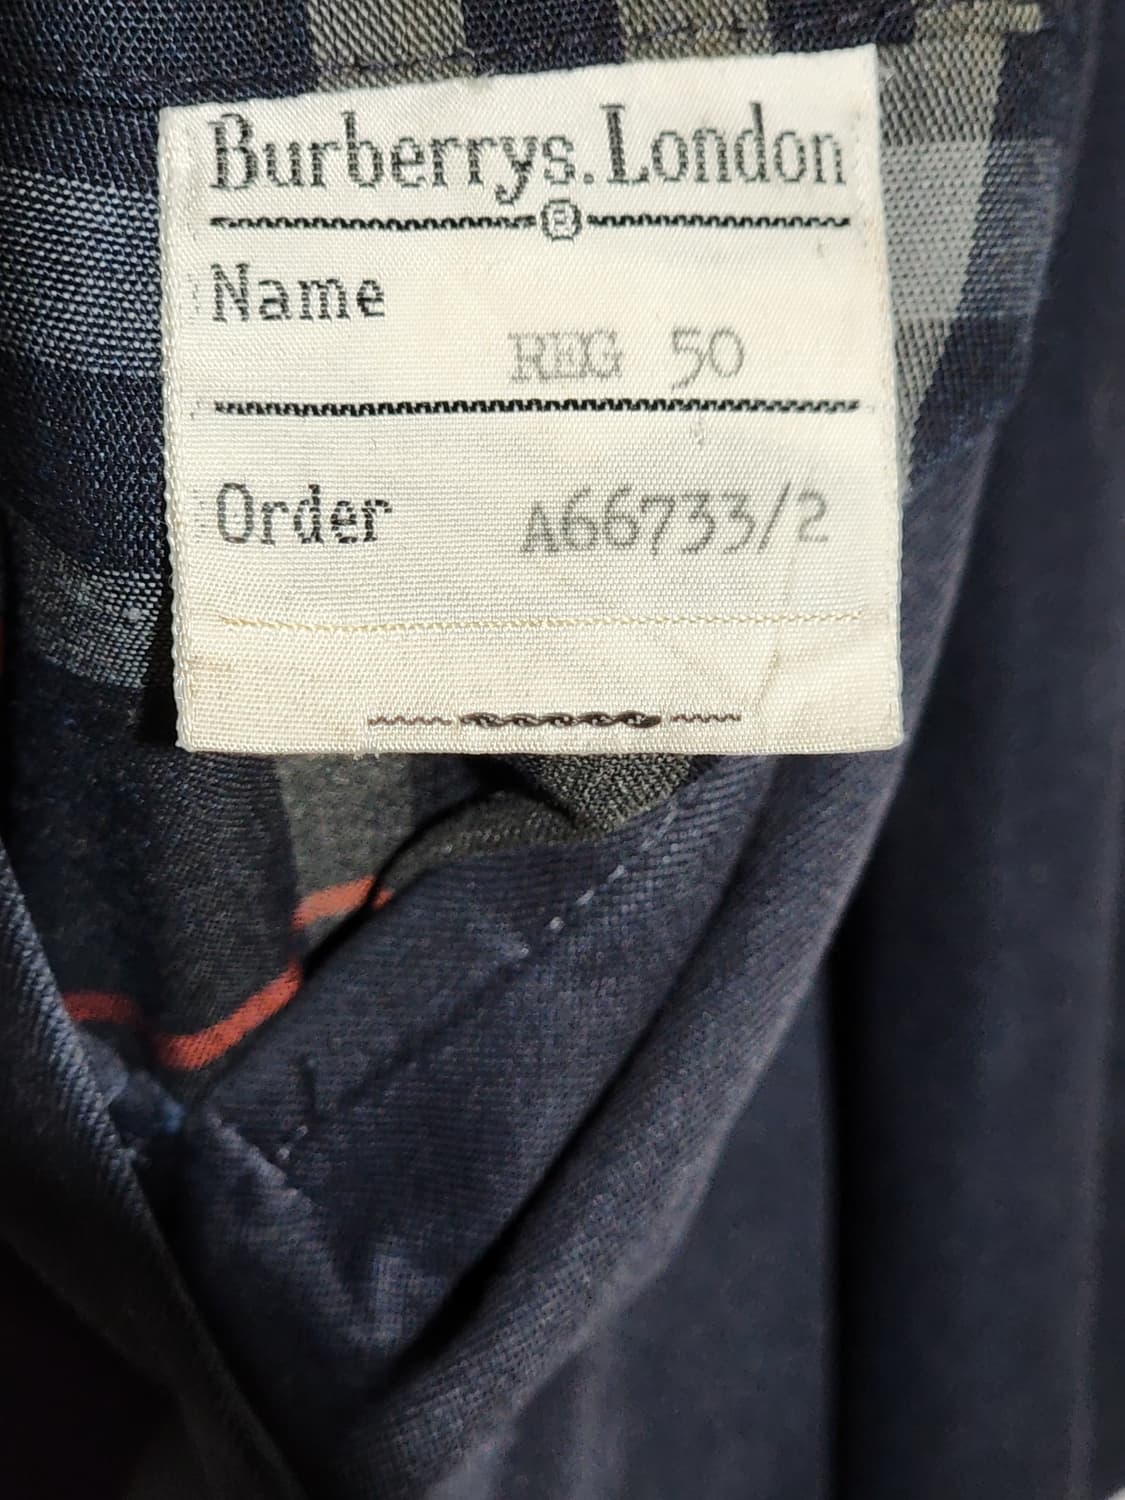 Burberrys. London
Name
REG 50
Order A66733/2